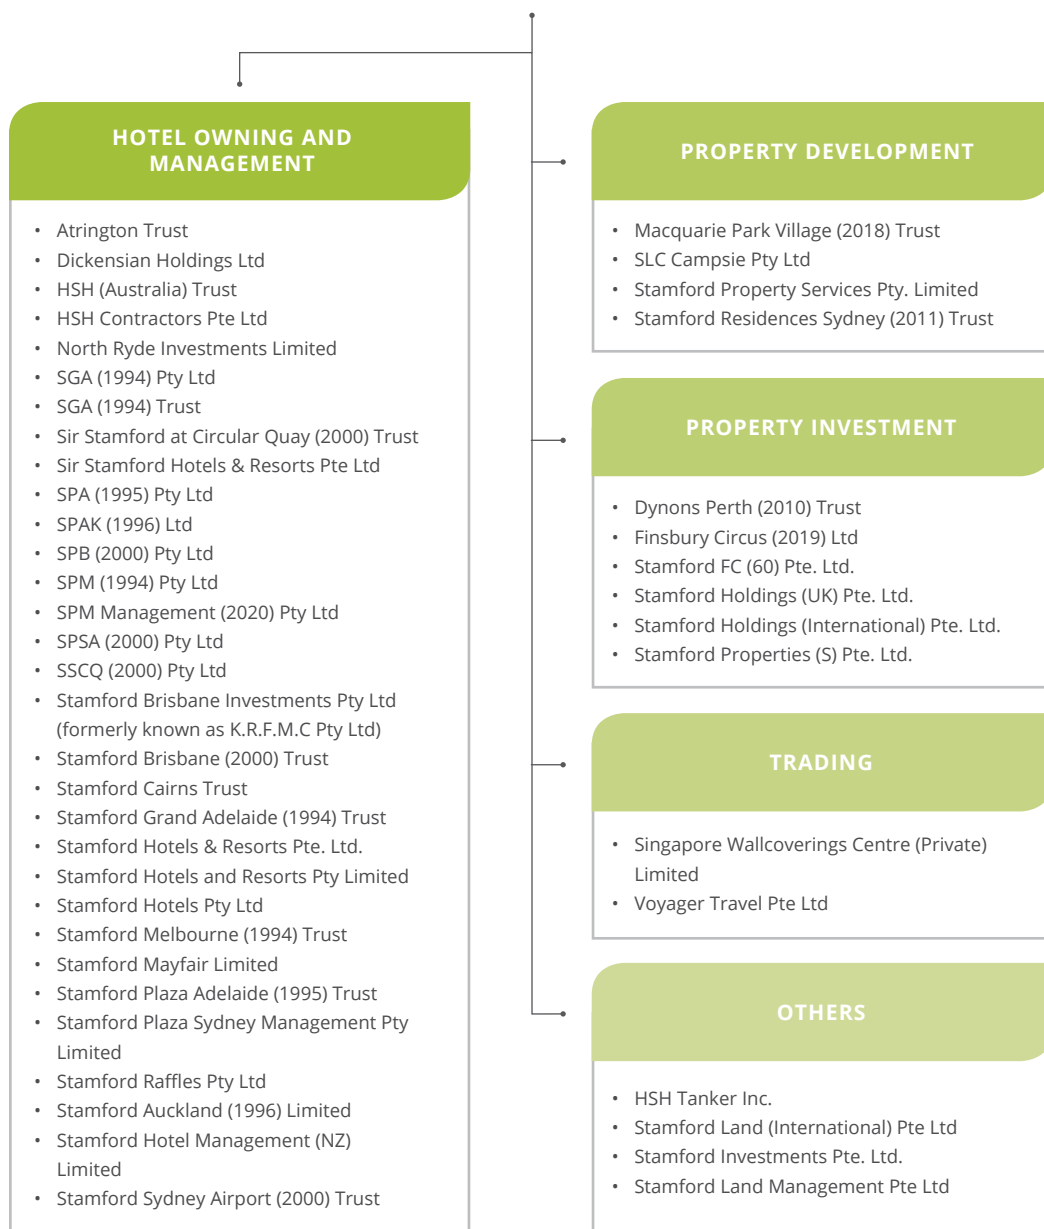 HOTEL OWNING AND
MANAGEMENT
• Atrington Trust
• Dickensian Holdings Ltd
• HSH (Australia) Trust
• HSH Contractors Pte Ltd
• North Ryde Investments Limited
• SGA (1994) Pty Ltd
• SGA (1994) Trust
• Sir Stamford at Circular Quay (2000) Trust
• Sir Stamford Hotels & Resorts Pte Ltd
• SPA (1995) Pty Ltd
• SPAK (1996) Ltd
• SPB (2000) Pty Ltd
• SPM (1994) Pty Ltd
• SPM Management (2020) Pty Ltd
• SPSA (2000) Pty Ltd
• SSCQ (2000) Pty Ltd
• Stamford Brisbane Investments Pty Ltd
(formerly known as K.R.F.M.C Pty Ltd)
• Stamford Brisbane (2000) Trust
• Stamford Cairns Trust
• Stamford Grand Adelaide (1994) Trust
• Stamford Hotels & Resorts Pte. Ltd.
• Stamford Hotels and Resorts Pty Limited
• Stamford Hotels Pty Ltd
• Stamford Melbourne (1994) Trust
• Stamford Mayfair Limited
• Stamford Plaza Adelaide (1995) Trust
• Stamford Plaza Sydney Management Pty
Limited
• Stamford Raffles Pty Ltd
• Stamford Auckland (1996) Limited
• Stamford Hotel Management (NZ)
Limited
• Stamford Sydney Airport (2000) Trust
PROPERTY DEVELOPMENT
• Macquarie Park Village (2018) Trust
• SLC Campsie Pty Ltd
• Stamford Property Services Pty. Limited
• Stamford Residences Sydney (2011) Trust
PROPERTY INVESTMENT
• Dynons Perth (2010) Trust
• Finsbury Circus (2019) Ltd
• Stamford FC (60) Pte. Ltd.
• Stamford Holdings (UK) Pte. Ltd.
• Stamford Holdings (International) Pte. Ltd.
• Stamford Properties (S) Pte. Ltd.
TRADING
• Singapore Wallcoverings Centre (Private)
Limited
• Voyager Travel Pte Ltd
OTHERS
• HSH Tanker Inc.
• Stamford Land (International) Pte Ltd
• Stamford Investments Pte. Ltd.
• Stamford Land Management Pte Ltd